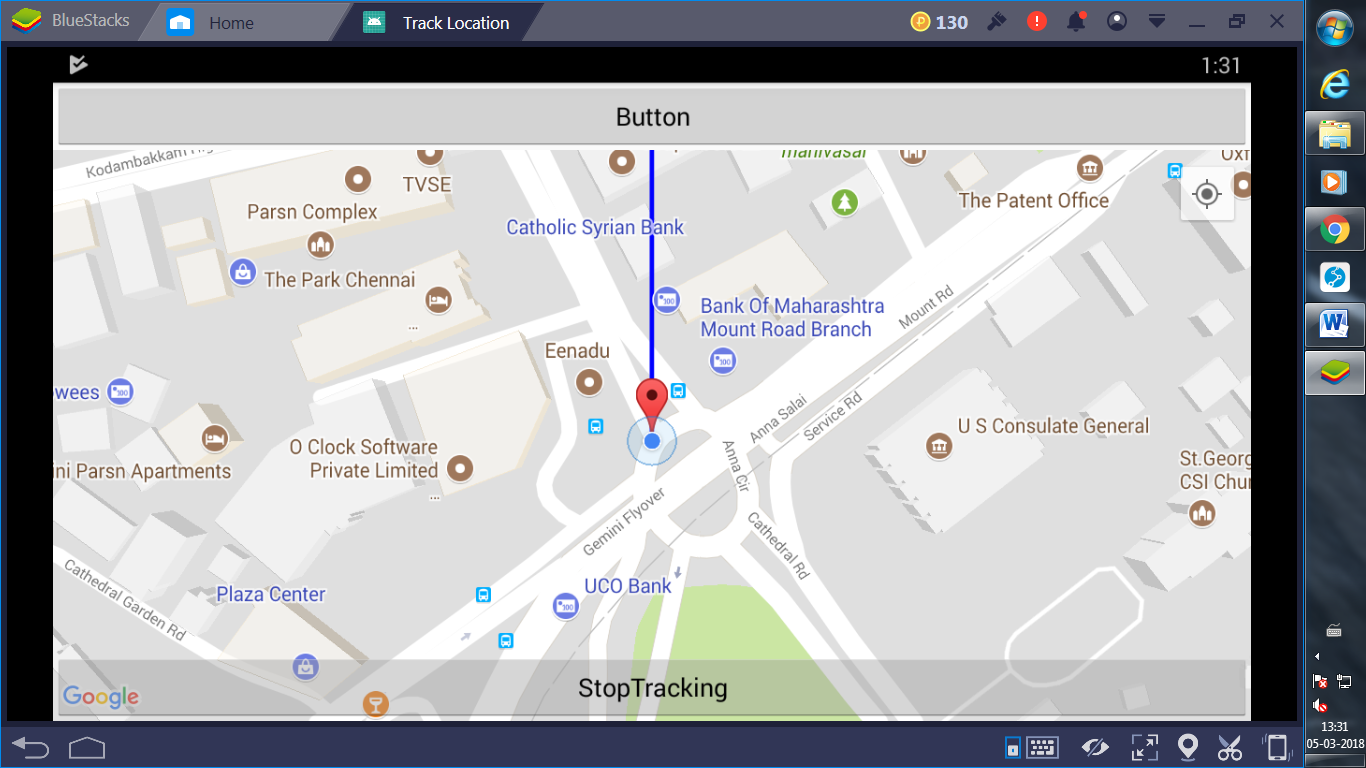 BlueStacks
Home
Track Location
130
1:31
Button
Kodambakkam
TVSE
Parsn Complex
The Park Chennai
...
Catholic Syrian Bank
manivasai
The Patent Office
Bank Of Maharashtra
Mount Road Branch
Mount Rd
Eenadu
wees
O Clock Software
Private Limited
...
ni Parsn Apartments
Anna Salai
Service Rd
Anna Cir
U S Consulate General
St.Georg
CSI Chur
Gemini Flyover
Cathedral Rd
Cathedral Garden Rd
Plaza Center
UCO Bank
StopTracking
Google
13:31
05-03-2018